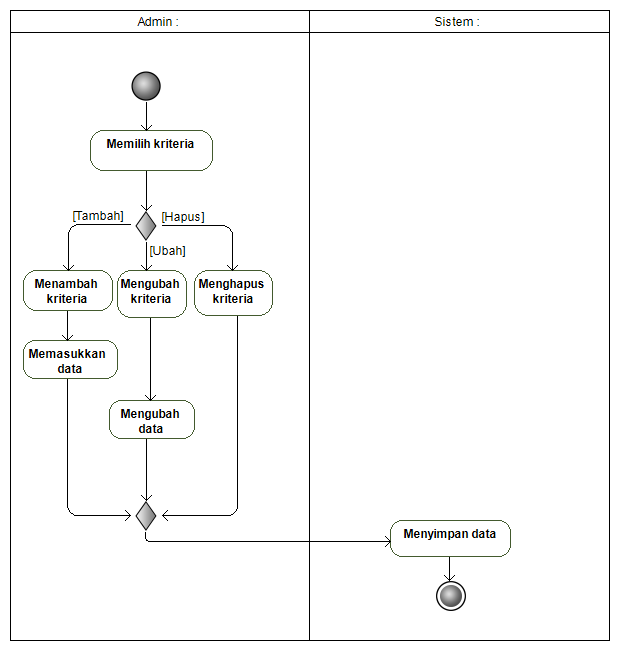 Admin :
Sistem :
Memilih kriteria
[Tambah]
[Hapus]
[Ubah]
Menambah
kriteria
Mengubah
kriteria
Menghapus
kriteria
Memasukkan
data
Mengubah
data
Menyimpan data